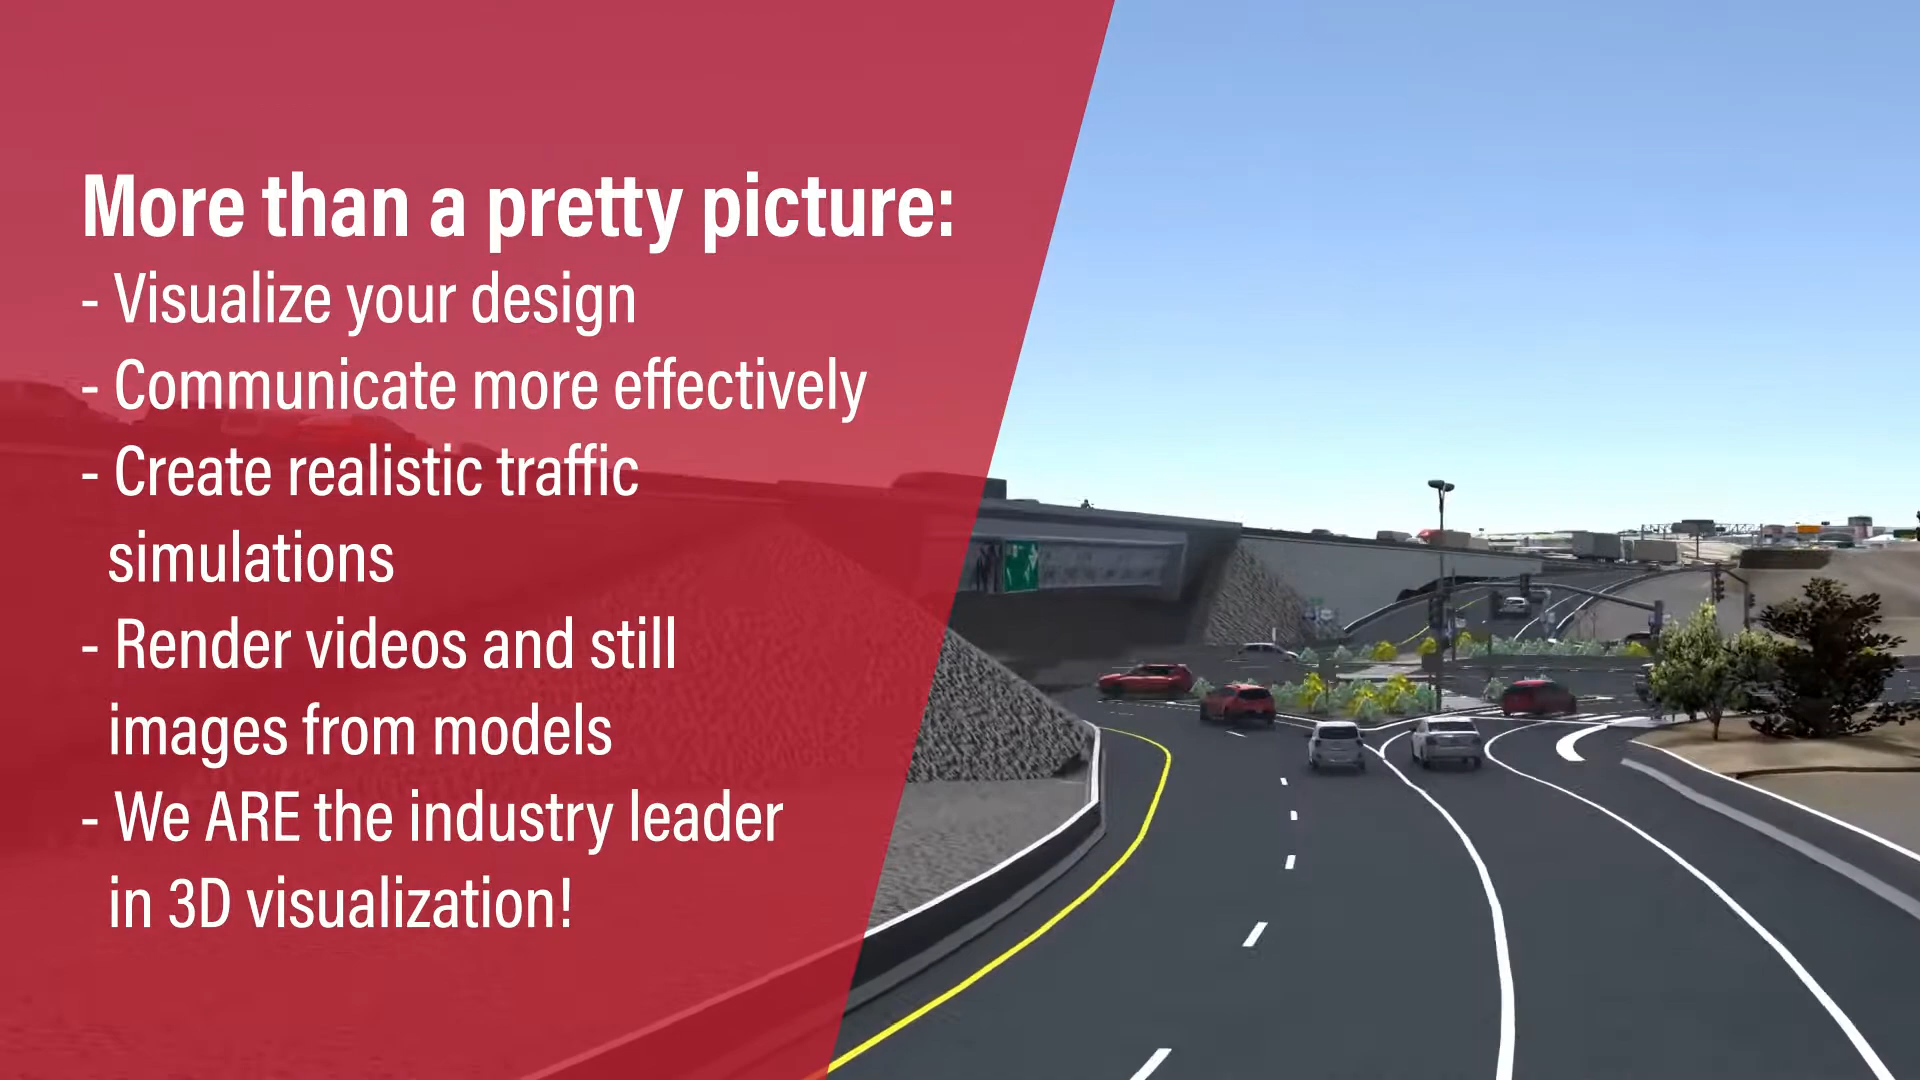 More than a pretty picture:
- Visualize your design
- Communicate more effectively
- Create realistic traffic
simulations
- Render videos and still
images from models
- We ARE the industry leader
in 3D visualization!